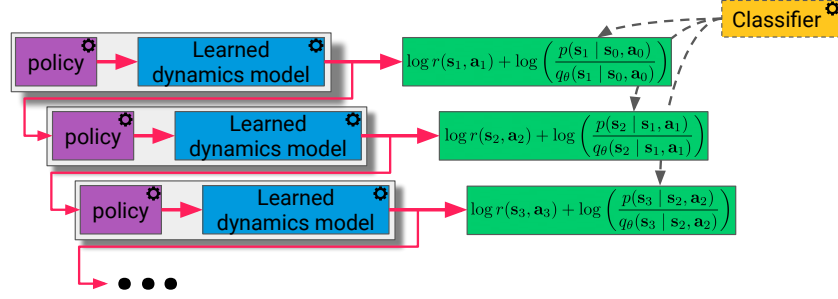 Classifier
policy
Learned
dynamics model
log r(s₁, a₁) + log (p(s₁ | s₀, a₀) / q_θ(s₁ | s₀, a₀))
policy
Learned
dynamics model
log r(s₂, a₂) + log (p(s₂ | s₁, a₁) / q_θ(s₂ | s₁, a₁))
policy
Learned
dynamics model
log r(s₃, a₃) + log (p(s₃ | s₂, a₂) / q_θ(s₃ | s₂, a₂))